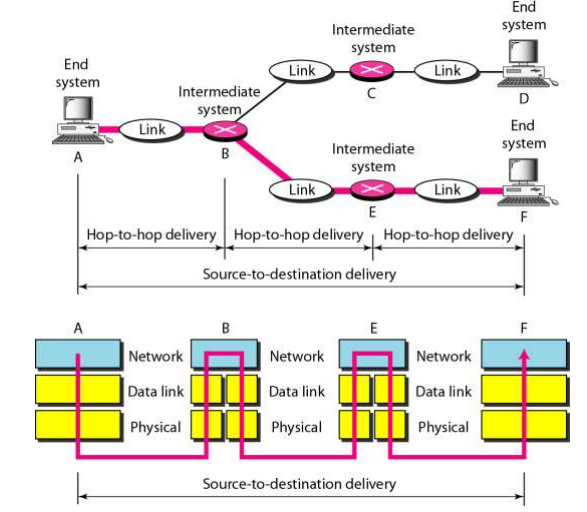 End
system
Intermediate
system
Link
Link
C
D
End
system
Intermediate
system
Link
A
B
End
system
Intermediate
system
Link
Link
E
F
Hop-to-hop delivery
Hop-to-hop delivery
Hop-to-hop delivery
Source-to-destination delivery
A
B
E
F
Network
Network
Network
Data link
Data link
Data link
Physical
Physical
Physical
Source-to-destination delivery